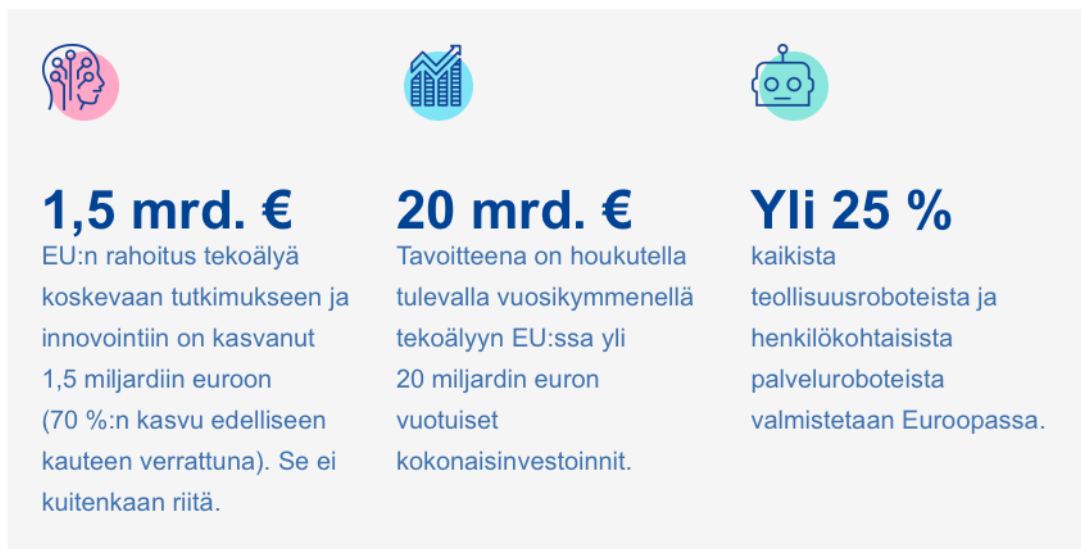 1,5 mrd. €
EU:n rahoitus tekoälyä
koskevaan tutkimukseen ja
innovointiin on kasvanut
1,5 miljardiin euroon
(70 %:n kasvu edelliseen
kauteen verrattuna). Se ei
kuitenkaan riitä.
20 mrd. €
Tavoitteena on houkutella
tulevalla vuosikymmenellä
tekoälyyn EU:ssa yli
20 miljardin euron
vuotuiset
kokonaisinvestoinnit.
Yli 25 %
kaikista
teollisuusroboteista ja
henkilökohtaisista
palveluroboteista
valmistetaan Euroopassa.